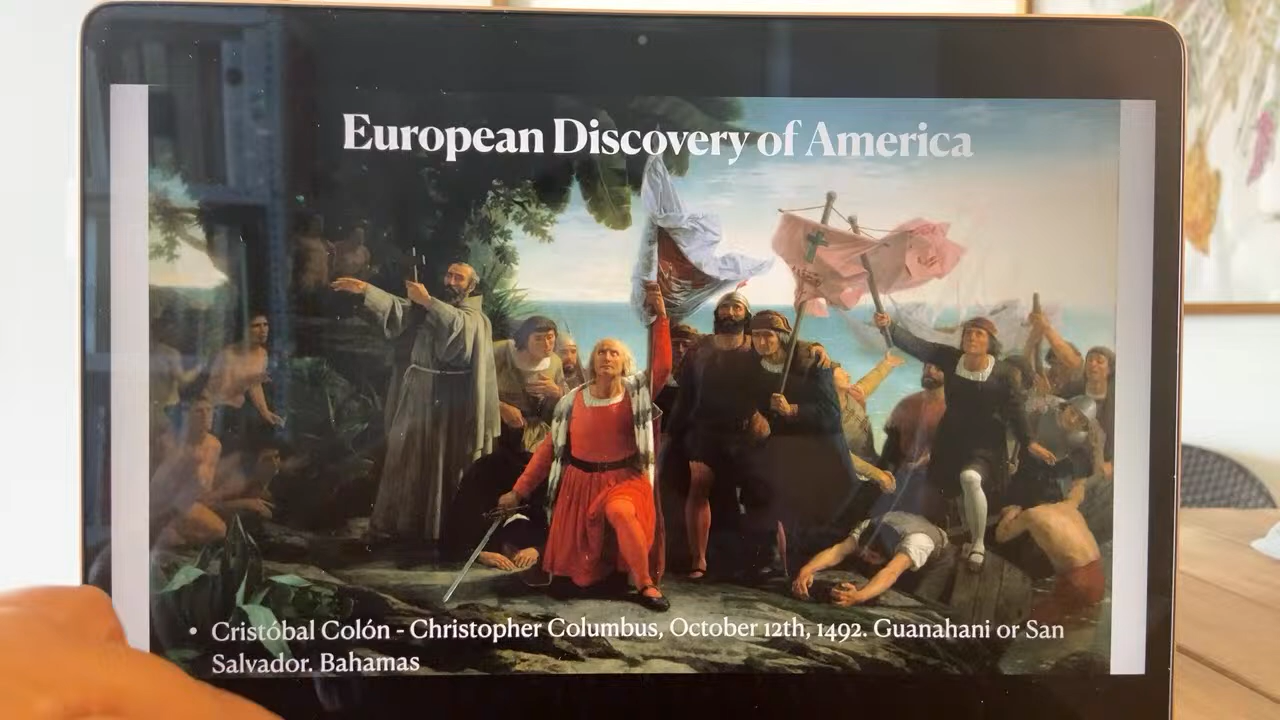 European Discovery of America
• Cristóbal Colón - Christopher Columbus, October 12th, 1492. Guanahani or San
Salvador. Bahamas